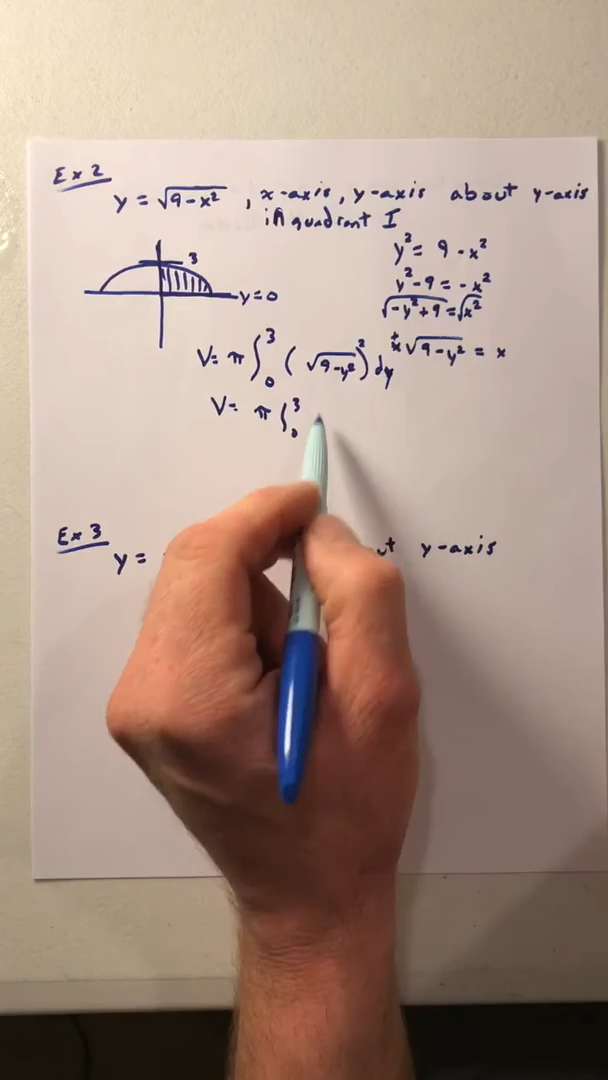 Ex 2
y = √(9-x²) , x-axis, y-axis about y-axis
in quadrant I
y² = 9 - x²
y² - 9 = -x²
√(-y² + 9) = √(x²)
± √(9-y²) = x
3
y = 0
V = π ∫₀³ ( √(9-y²) )² dy
V = π ∫₀³
Ex 3
y =
y-axis